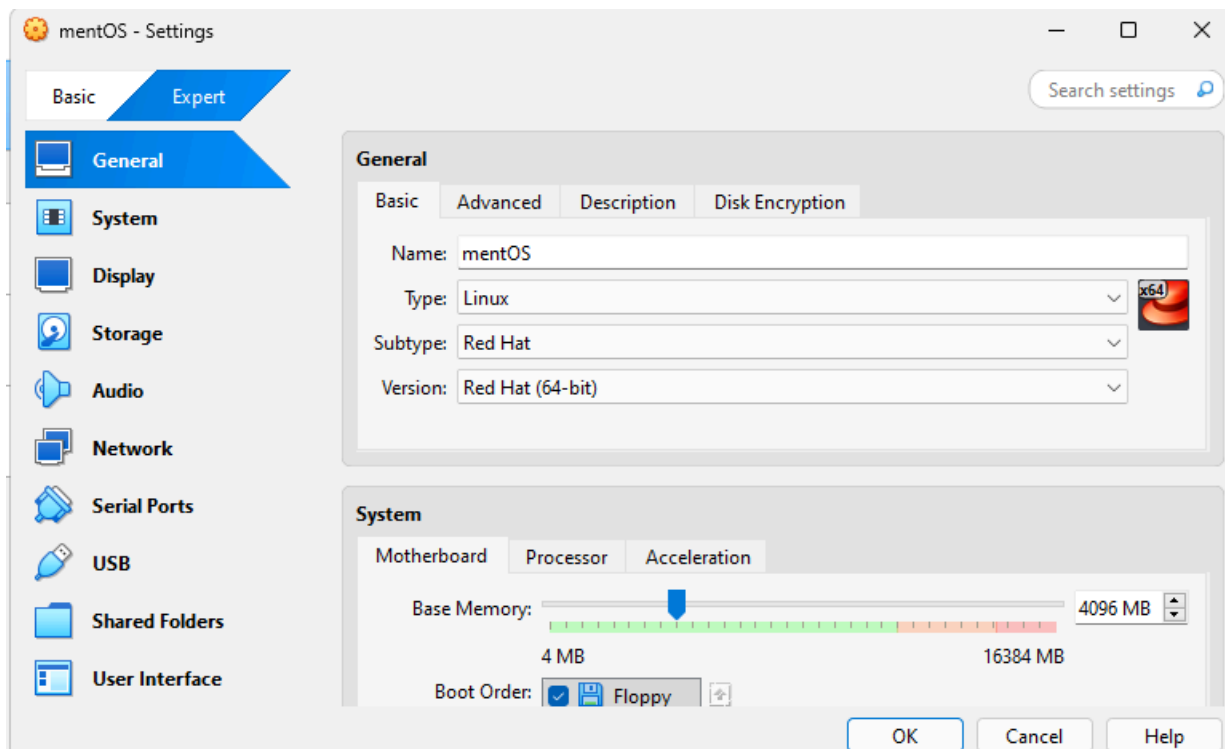 mentOS - Settings
Basic Expert
Search settings
General
System
Display
Storage
Audio
Network
Serial Ports
USB
Shared Folders
User Interface
General
Basic Advanced Description Disk Encryption
Name: mentOS
Type: Linux
x64
Subtype: Red Hat
Version: Red Hat (64-bit)
System
Motherboard Processor Acceleration
Base Memory: 4096 MB
4 MB 16384 MB
Boot Order: Floppy
OK Cancel Help